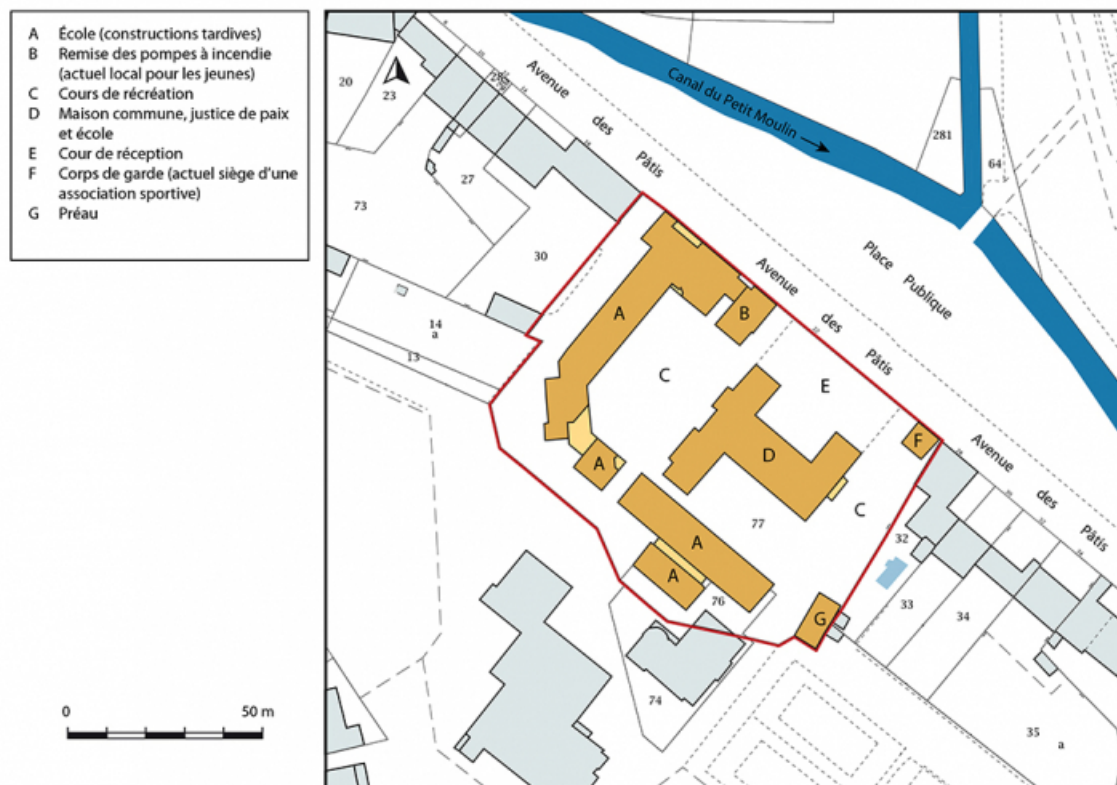 A École (constructions tardives)
B Remise des pompes à incendie
(actuel local pour les jeunes)
C Cours de récréation
D Maison commune, justice de paix
et école
E Cour de réception
F Corps de garde (actuel siège d'une
association sportive)
G Préau
0 50 m
Avenue des Pâtis
Canal du Petit Moulin
281
64
20
23
27
73
30
14
a
13
Place Publique
Avenue des Pâtis
A
B
C
E
D
F
A
C
77
A
A
76
G
32
33
34
74
35
a
Avenue des Pâtis